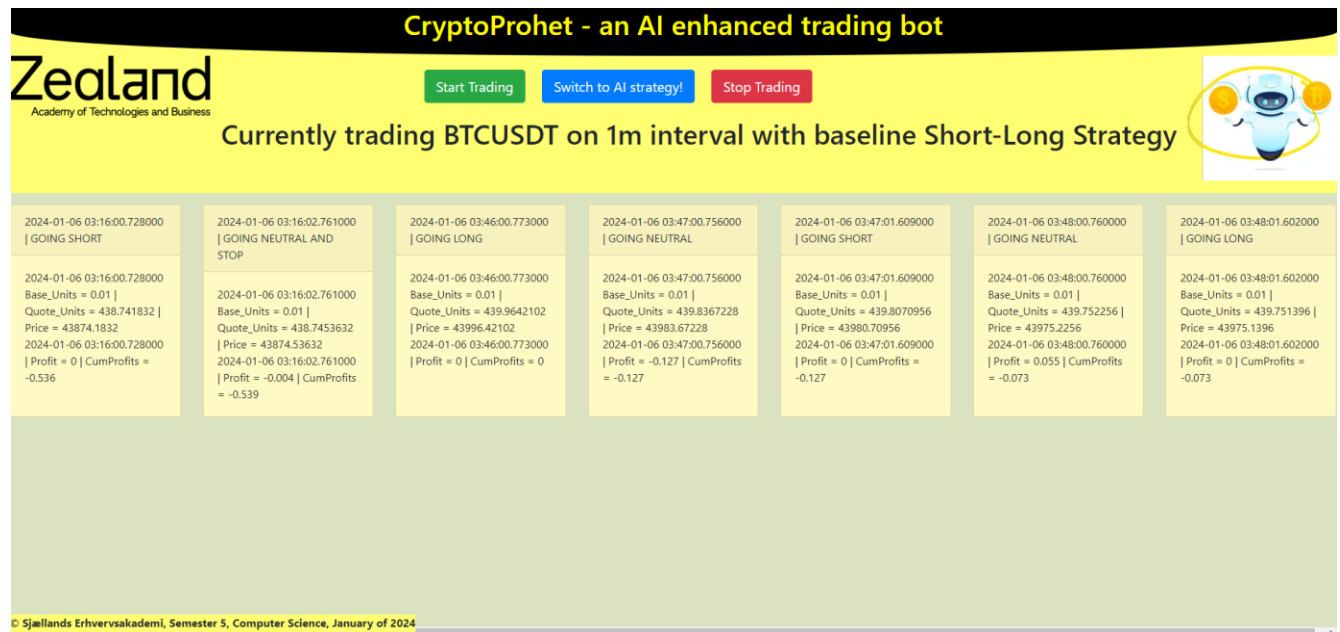 CryptoProhet - an AI enhanced trading bot
Zealand
Academy of Technologies and Business
Start Trading
Switch to AI strategy!
Stop Trading
Currently trading BTCUSDT on 1m interval with baseline Short-Long Strategy
2024-01-06 03:16:00.728000
| GOING SHORT
2024-01-06 03:16:00.728000
Base_Units = 0.01 |
Quote_Units = 438.741832 |
Price = 43874.1832
2024-01-06 03:16:00.728000
| Profit = 0 | CumProfits =
-0.536
2024-01-06 03:16:02.761000
| GOING NEUTRAL AND
STOP
2024-01-06 03:16:02.761000
Base_Units = 0.01 |
Quote_Units = 438.7453632
| Price = 43874.53632
2024-01-06 03:16:02.761000
| Profit = -0.004 | CumProfits
= -0.539
2024-01-06 03:46:00.773000
| GOING LONG
2024-01-06 03:46:00.773000
Base_Units = 0.01 |
Quote_Units = 439.9642102
| Price = 43996.42102
2024-01-06 03:46:00.773000
| Profit = 0 | CumProfits = 0
2024-01-06 03:47:00.756000
| GOING NEUTRAL
2024-01-06 03:47:00.756000
Base_Units = 0.01 |
Quote_Units = 439.8367228
| Price = 43983.67228
2024-01-06 03:47:00.756000
| Profit = -0.127 | CumProfits
= -0.127
2024-01-06 03:47:01.609000
| GOING SHORT
2024-01-06 03:47:01.609000
Base_Units = 0.01 |
Quote_Units = 439.8070956
| Price = 43980.70956
2024-01-06 03:47:01.609000
| Profit = 0 | CumProfits =
-0.127
2024-01-06 03:48:00.760000
| GOING NEUTRAL
2024-01-06 03:48:00.760000
Base_Units = 0.01 |
Quote_Units = 439.752256 |
Price = 43975.2256
2024-01-06 03:48:00.760000
| Profit = 0.055 | CumProfits
= -0.073
2024-01-06 03:48:01.602000
| GOING LONG
2024-01-06 03:48:01.602000
Base_Units = 0.01 |
Quote_Units = 439.751396 |
Price = 43975.1396
2024-01-06 03:48:01.602000
| Profit = 0 | CumProfits =
-0.073
© Sjællands Erhvervsakademi, Semester 5, Computer Science, January of 2024